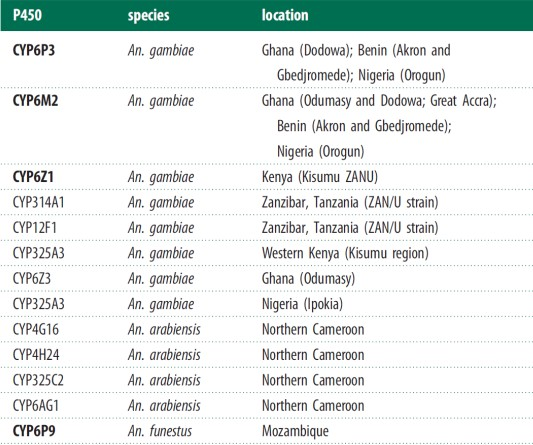 P450 species location
CYP6P3 An. gambiae Ghana (Dodowa); Benin (Akron and
Gbedjromede); Nigeria (Orogun)
CYP6M2 An. gambiae Ghana (Odumasy and Dodowa; Great Accra);
Benin (Akron and Gbedjromede);
Nigeria (Orogun)
CYP6Z1 An. gambiae Kenya (Kisumu ZANU)
CYP314A1 An. gambiae Zanzibar, Tanzania (ZAN/U strain)
CYP12F1 An. gambiae Zanzibar, Tanzania (ZAN/U strain)
CYP325A3 An. gambiae Western Kenya (Kisumu region)
CYP6Z3 An. gambiae Ghana (Odumasy)
CYP325A3 An. gambiae Nigeria (Ipokia)
CYP4G16 An. arabiensis Northern Cameroon
CYP4H24 An. arabiensis Northern Cameroon
CYP325C2 An. arabiensis Northern Cameroon
CYP6AG1 An. arabiensis Northern Cameroon
CYP6P9 An. funestus Mozambique